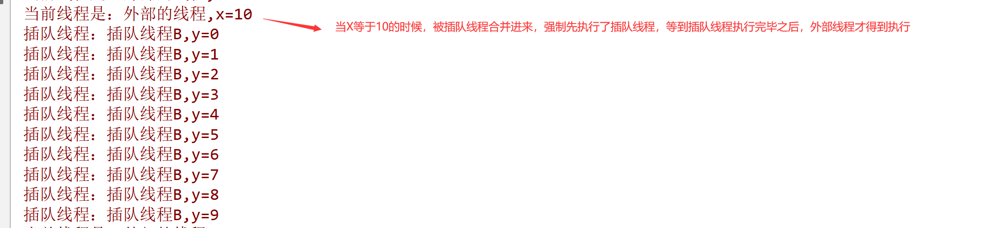 当前线程是：外部的线程,x=10
当X等于10的时候，被插队线程合并进来，强制先执行了插队线程，等到插队线程执行完毕之后，外部线程才得到执行
插队线程：插队线程B,y=0
插队线程：插队线程B,y=1
插队线程：插队线程B,y=2
插队线程：插队线程B,y=3
插队线程：插队线程B,y=4
插队线程：插队线程B,y=5
插队线程：插队线程B,y=6
插队线程：插队线程B,y=7
插队线程：插队线程B,y=8
插队线程：插队线程B,y=9